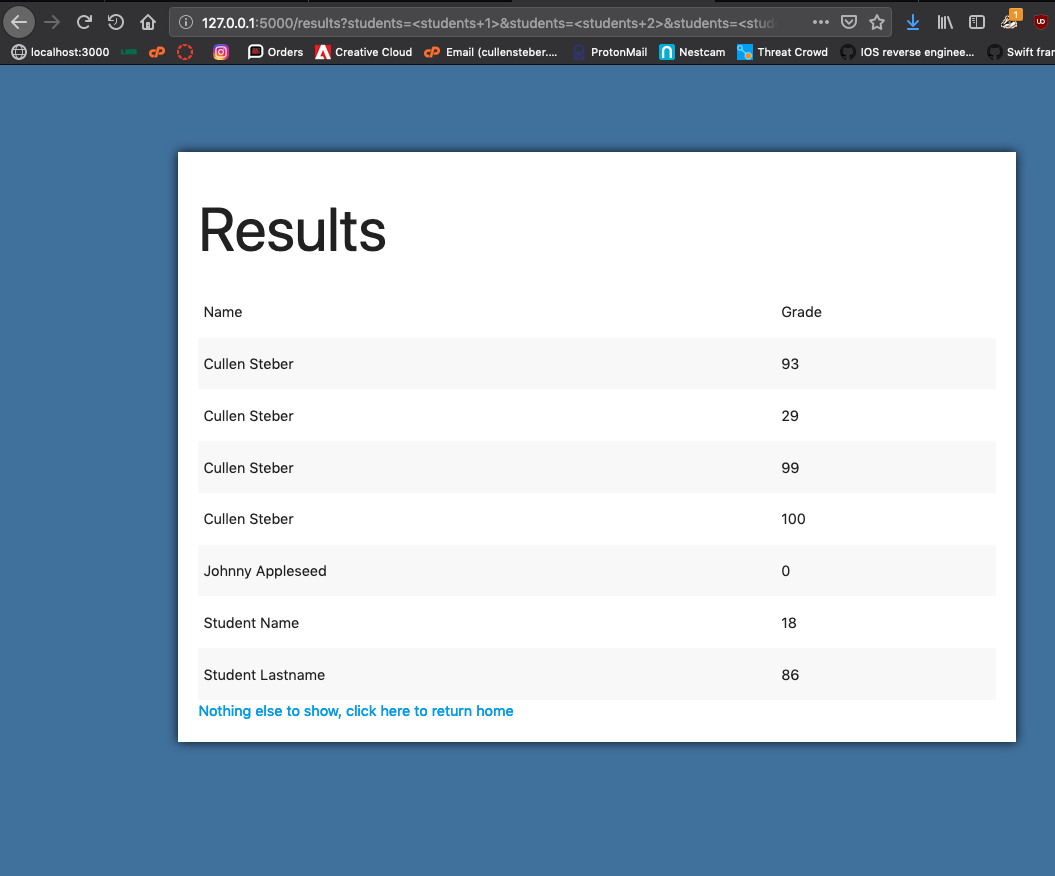 127.0.0.1:5000/results?students=<students+1>&students=<students+2>&students=<stud
1
localhost:3000 Orders Creative Cloud Email (cullensteber.... ProtonMail Nestcam Threat Crowd IOS reverse enginee... Swift fran
Results
Name Grade
Cullen Steber 93
Cullen Steber 29
Cullen Steber 99
Cullen Steber 100
Johnny Appleseed 0
Student Name 18
Student Lastname 86
Nothing else to show, click here to return home